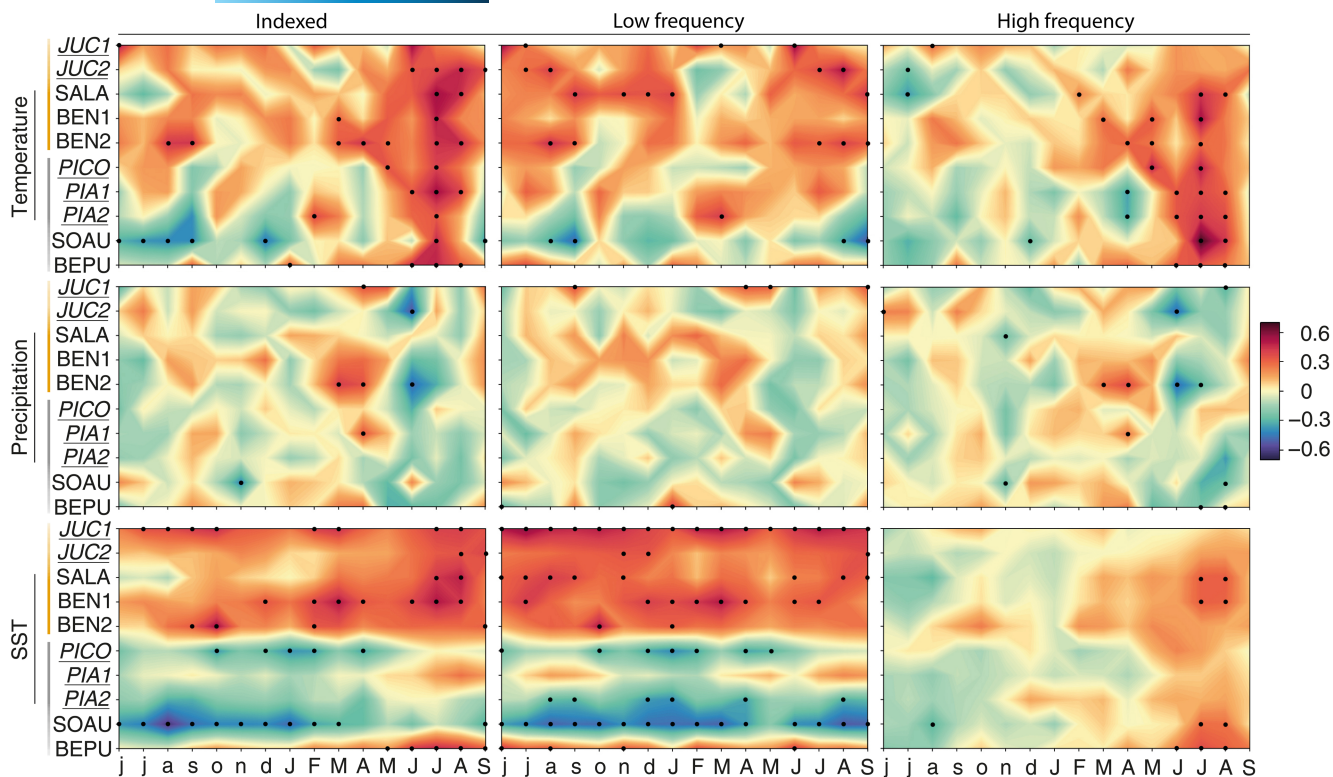 Indexed Low frequency High frequency
Temperature
JUC1
JUC2
SALA
BEN1
BEN2
PICO
PIA1
PIA2
SOAU
BEPU
Precipitation
JUC1
JUC2
SALA
BEN1
BEN2
PICO
PIA1
PIA2
SOAU
BEPU
0.6
0.3
0
−0.3
−0.6
SST
JUC1
JUC2
SALA
BEN1
BEN2
PICO
PIA1
PIA2
SOAU
BEPU
j j a s o n d J F M A M J J A S j j a s o n d J F M A M J J A S j j a s o n d J F M A M J J A S